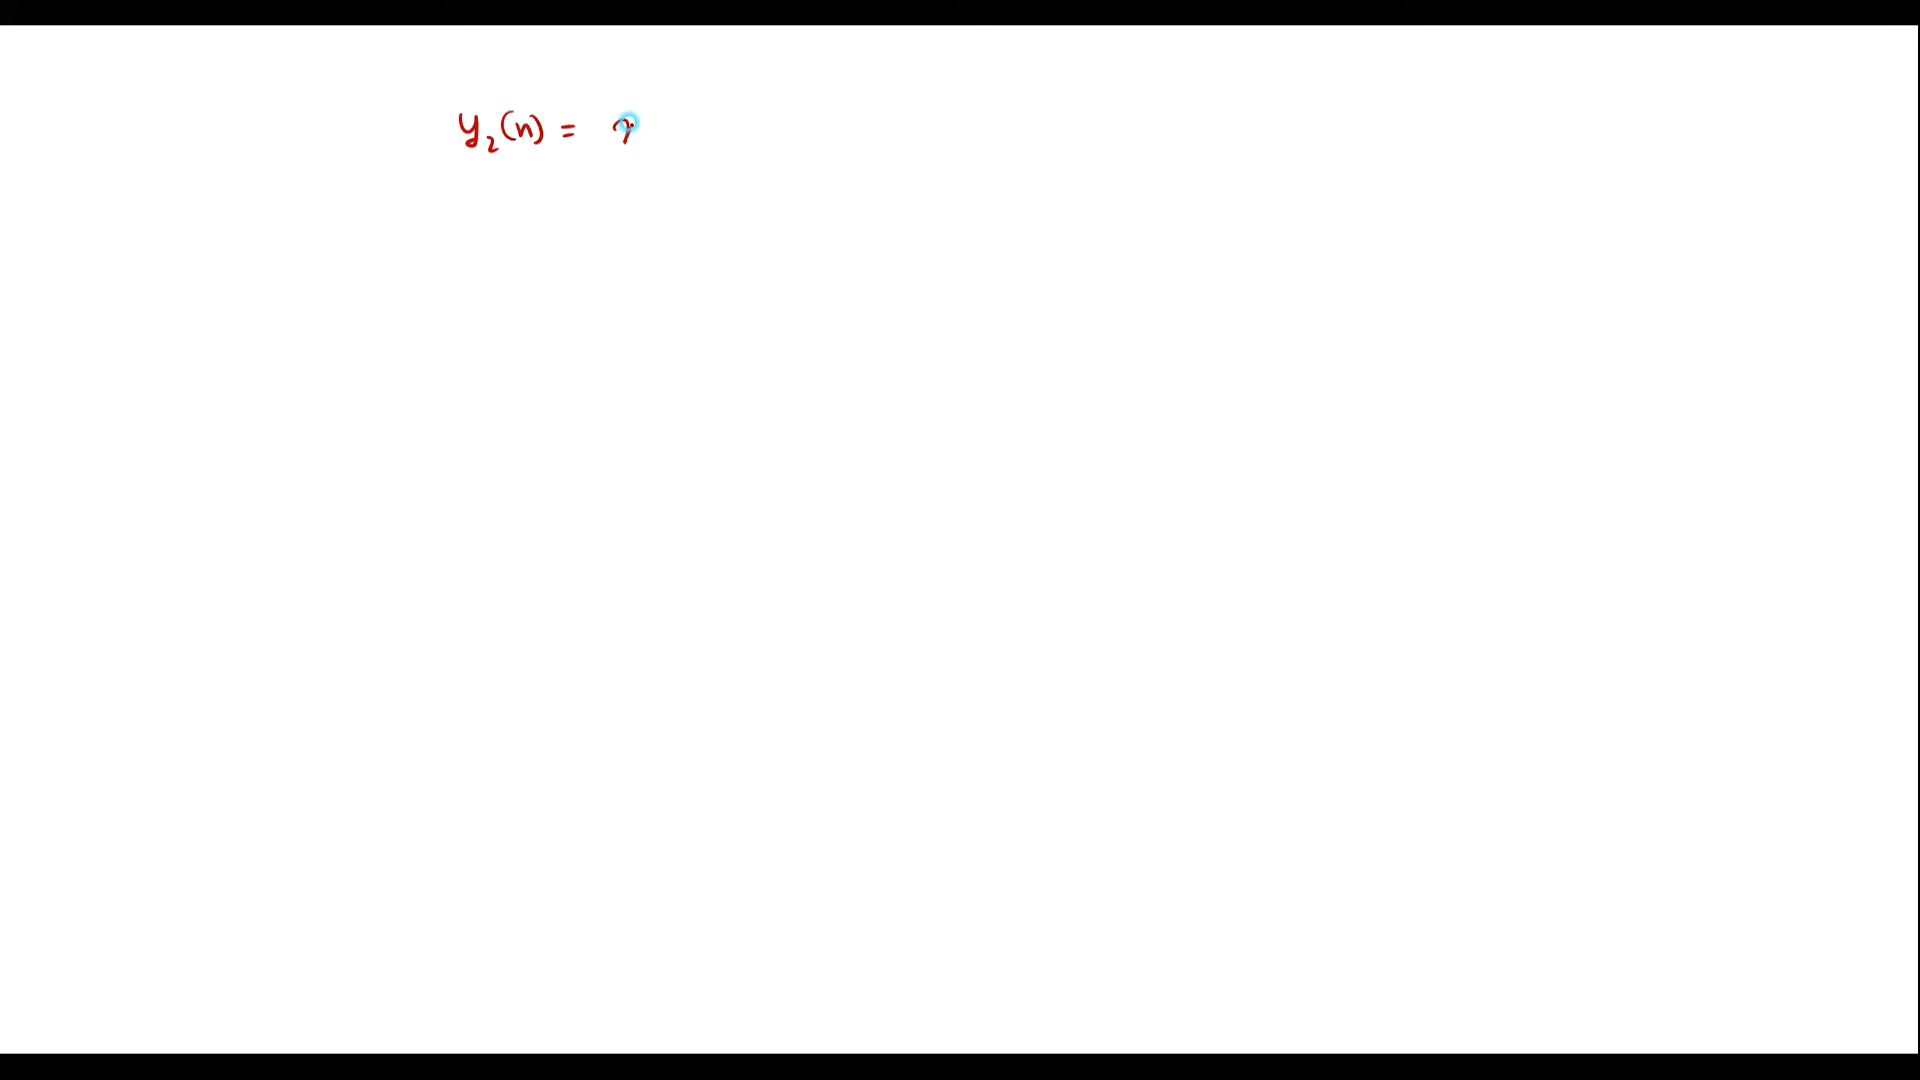 y₂(n) =